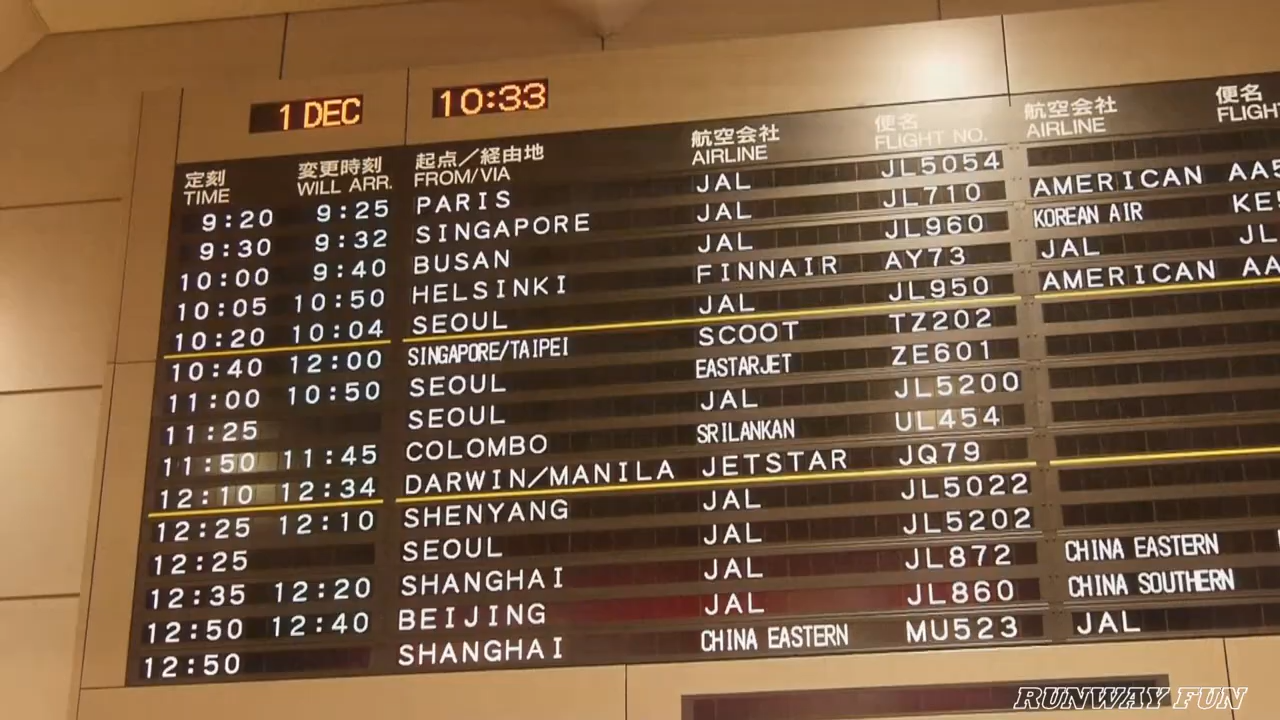 1 DEC 10:33
定刻 変更時刻 起点／経由地 航空会社 便名 航空会社 便名
TIME WILL ARR. FROM/VIA AIRLINE FLIGHT NO. AIRLINE
9:20 9:25 PARIS JAL JL5054
9:30 9:32 SINGAPORE JAL JL710 AMERICAN
10:00 9:40 BUSAN JAL JL960 KOREAN AIR
10:05 10:50 HELSINKI FINNAIR AY73 JAL JL
10:20 10:04 SEOUL JAL JL950 AMERICAN AA
10:40 12:00 SINGAPORE/TAIPEI SCOOT TZ202
11:00 10:50 SEOUL EASTARJET ZE601
11:25 SEOUL JAL JL5200
11:50 11:45 COLOMBO SRILANKAN UL454
12:10 12:34 DARWIN/MANILA JETSTAR JQ79
12:25 12:10 SHENYANG JAL JL5022
12:25 SEOUL JAL JL5202
12:35 12:20 SHANGHAI JAL JL872 CHINA EASTERN
12:50 12:40 BEIJING JAL JL860 CHINA SOUTHERN
12:50 SHANGHAI CHINA EASTERN MU523 JAL
RUNWAY FUN